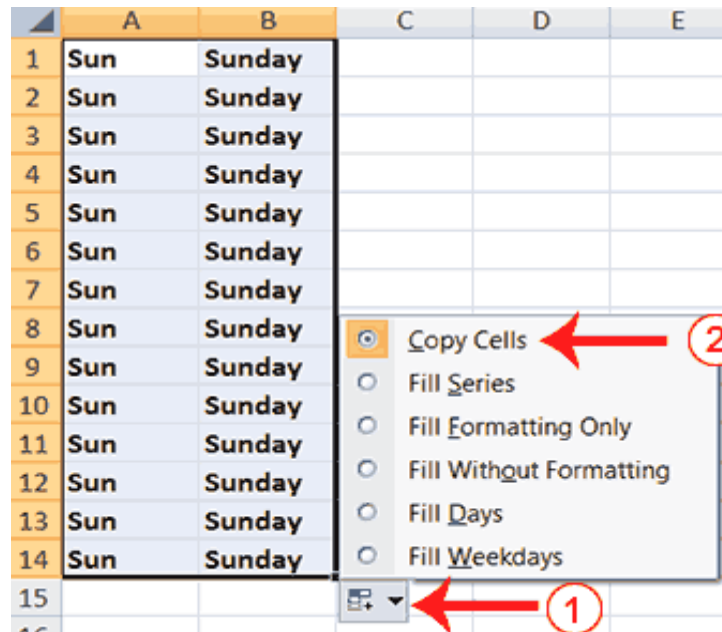 A B C D E
1 Sun Sunday
2 Sun Sunday
3 Sun Sunday
4 Sun Sunday
5 Sun Sunday
6 Sun Sunday
7 Sun Sunday
8 Sun Sunday Copy Cells 2
9 Sun Sunday Fill Series
10 Sun Sunday Fill Formatting Only
11 Sun Sunday
12 Sun Sunday Fill Without Formatting
13 Sun Sunday Fill Days
14 Sun Sunday Fill Weekdays
15 1